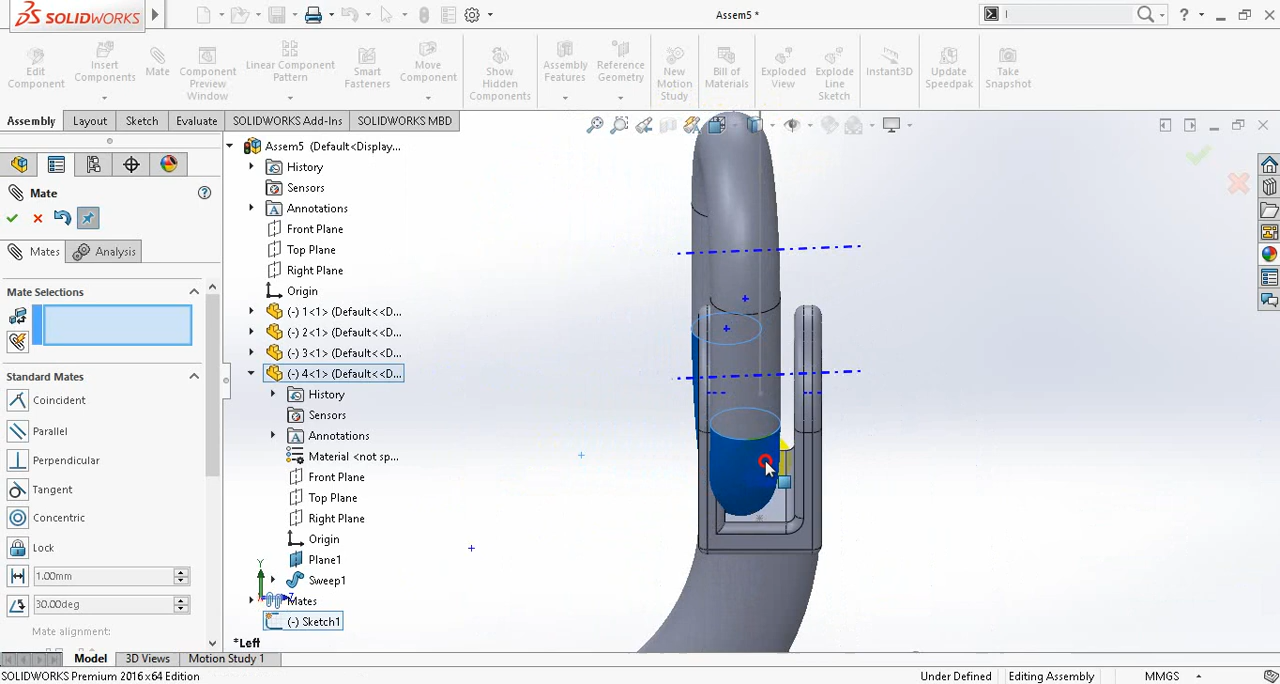 SOLIDWORKS
Assem5 *
Edit Component
Insert Components
Mate
Component Preview Window
Linear Component Pattern
Smart Fasteners
Move Component
Show Hidden Components
Assembly Features
Reference Geometry
New Motion Study
Bill of Materials
Exploded View
Explode Line Sketch
Instant3D
Update Speedpak
Take Snapshot
Assembly Layout Sketch Evaluate SOLIDWORKS Add-Ins SOLIDWORKS MBD
Mate
Mates Analysis
Mate Selections
Standard Mates
Coincident
Parallel
Perpendicular
Tangent
Concentric
Lock
1.00mm
30.00deg
Mate alignment:
Assem5 (Default<Display...
History
Sensors
Annotations
Front Plane
Top Plane
Right Plane
Origin
(-) 1<1> (Default<<D...
(-) 2<1> (Default<<D...
(-) 3<1> (Default<<D...
(-) 4<1> (Default<<D...
History
Sensors
Annotations
Material <not sp...
Front Plane
Top Plane
Right Plane
Origin
Plane1
Sweep1
Mates
(-) Sketch1
Y
*Left
Model 3D Views Motion Study 1
SOLIDWORKS Premium 2016 x64 Edition Under Defined Editing Assembly MMGS